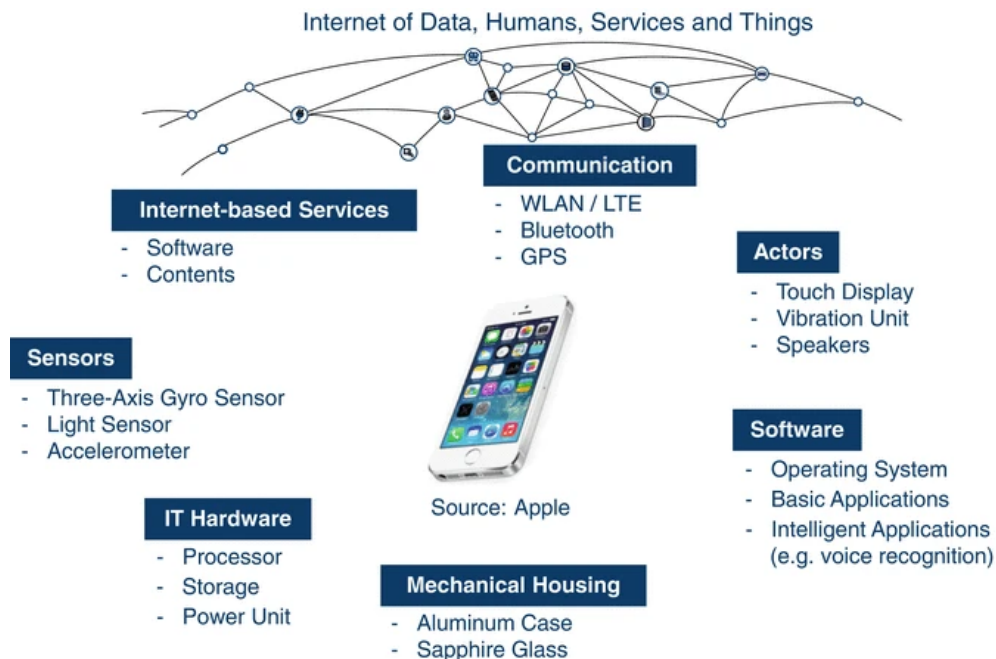 Internet of Data, Humans, Services and Things
Communication
- WLAN / LTE
- Bluetooth
- GPS
Internet-based Services
- Software
- Contents
Actors
- Touch Display
- Vibration Unit
- Speakers
Sensors
- Three-Axis Gyro Sensor
- Light Sensor
- Accelerometer
Software
- Operating System
- Basic Applications
- Intelligent Applications
(e.g. voice recognition)
Source: Apple
IT Hardware
- Processor
- Storage
- Power Unit
Mechanical Housing
- Aluminum Case
- Sapphire Glass